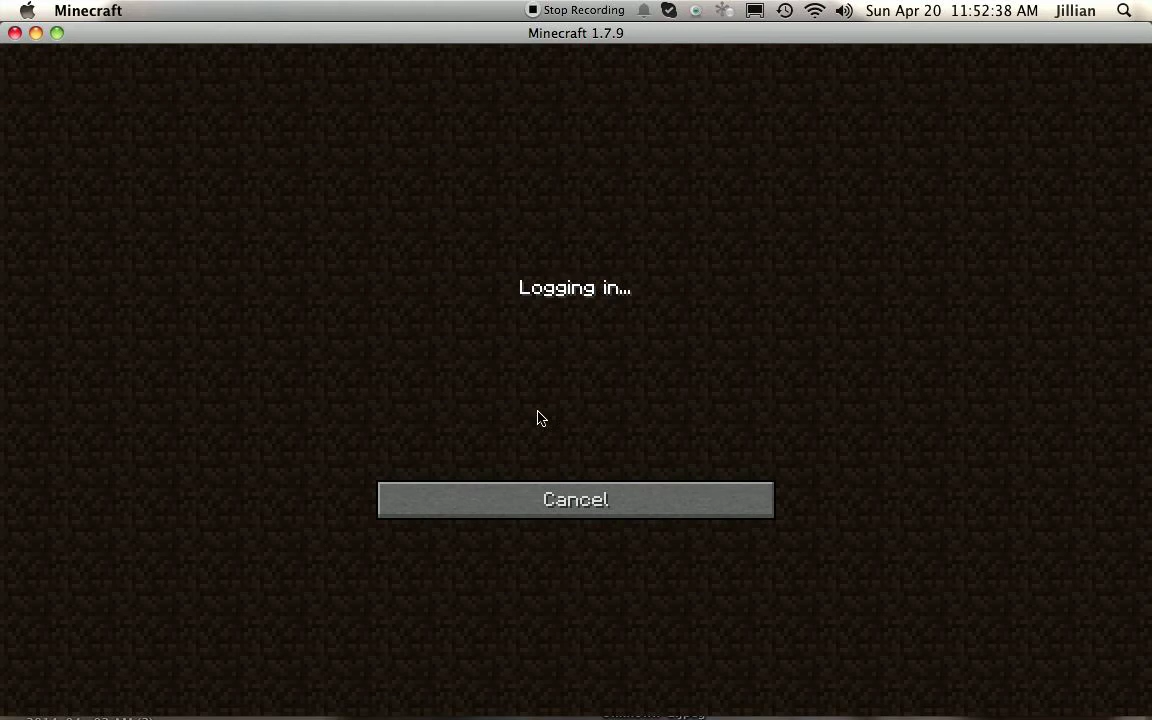 Minecraft
Stop Recording
Sun Apr 20 11:52:38 AM
Jillian
Minecraft 1.7.9
Logging in...
Cancel